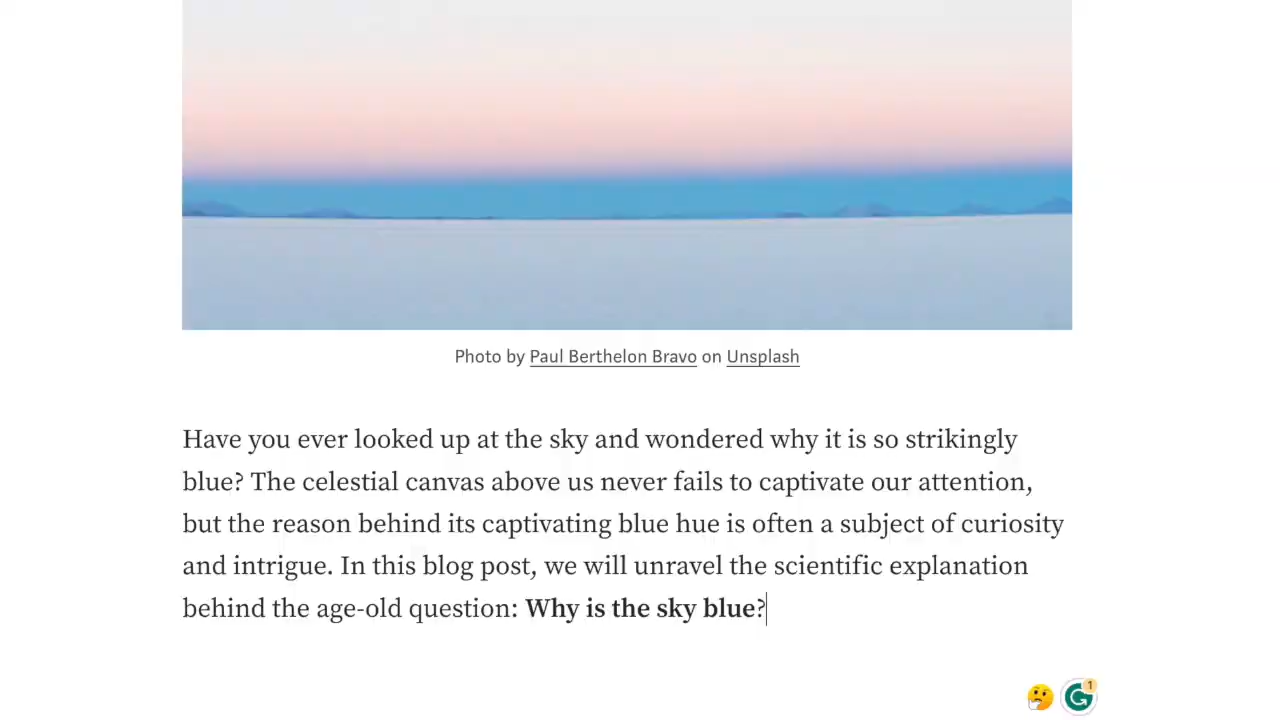 Photo by Paul Berthelon Bravo on Unsplash
Have you ever looked up at the sky and wondered why it is so strikingly
blue? The celestial canvas above us never fails to captivate our attention,
but the reason behind its captivating blue hue is often a subject of curiosity
and intrigue. In this blog post, we will unravel the scientific explanation
behind the age-old question: Why is the sky blue?
1